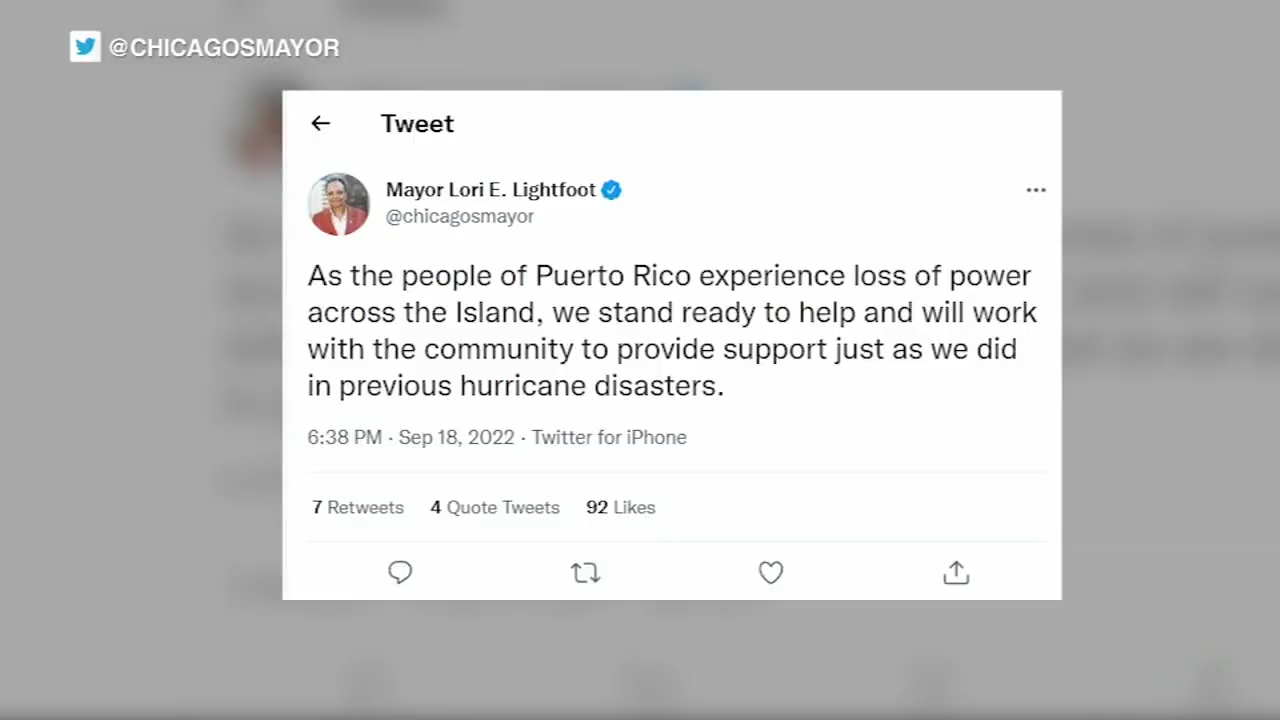 @CHICAGOSMAYOR
Tweet
Mayor Lori E. Lightfoot
@chicagosmayor
As the people of Puerto Rico experience loss of power
across the Island, we stand ready to help and will work
with the community to provide support just as we did
in previous hurricane disasters.
6:38 PM · Sep 18, 2022 · Twitter for iPhone
7 Retweets 4 Quote Tweets 92 Likes